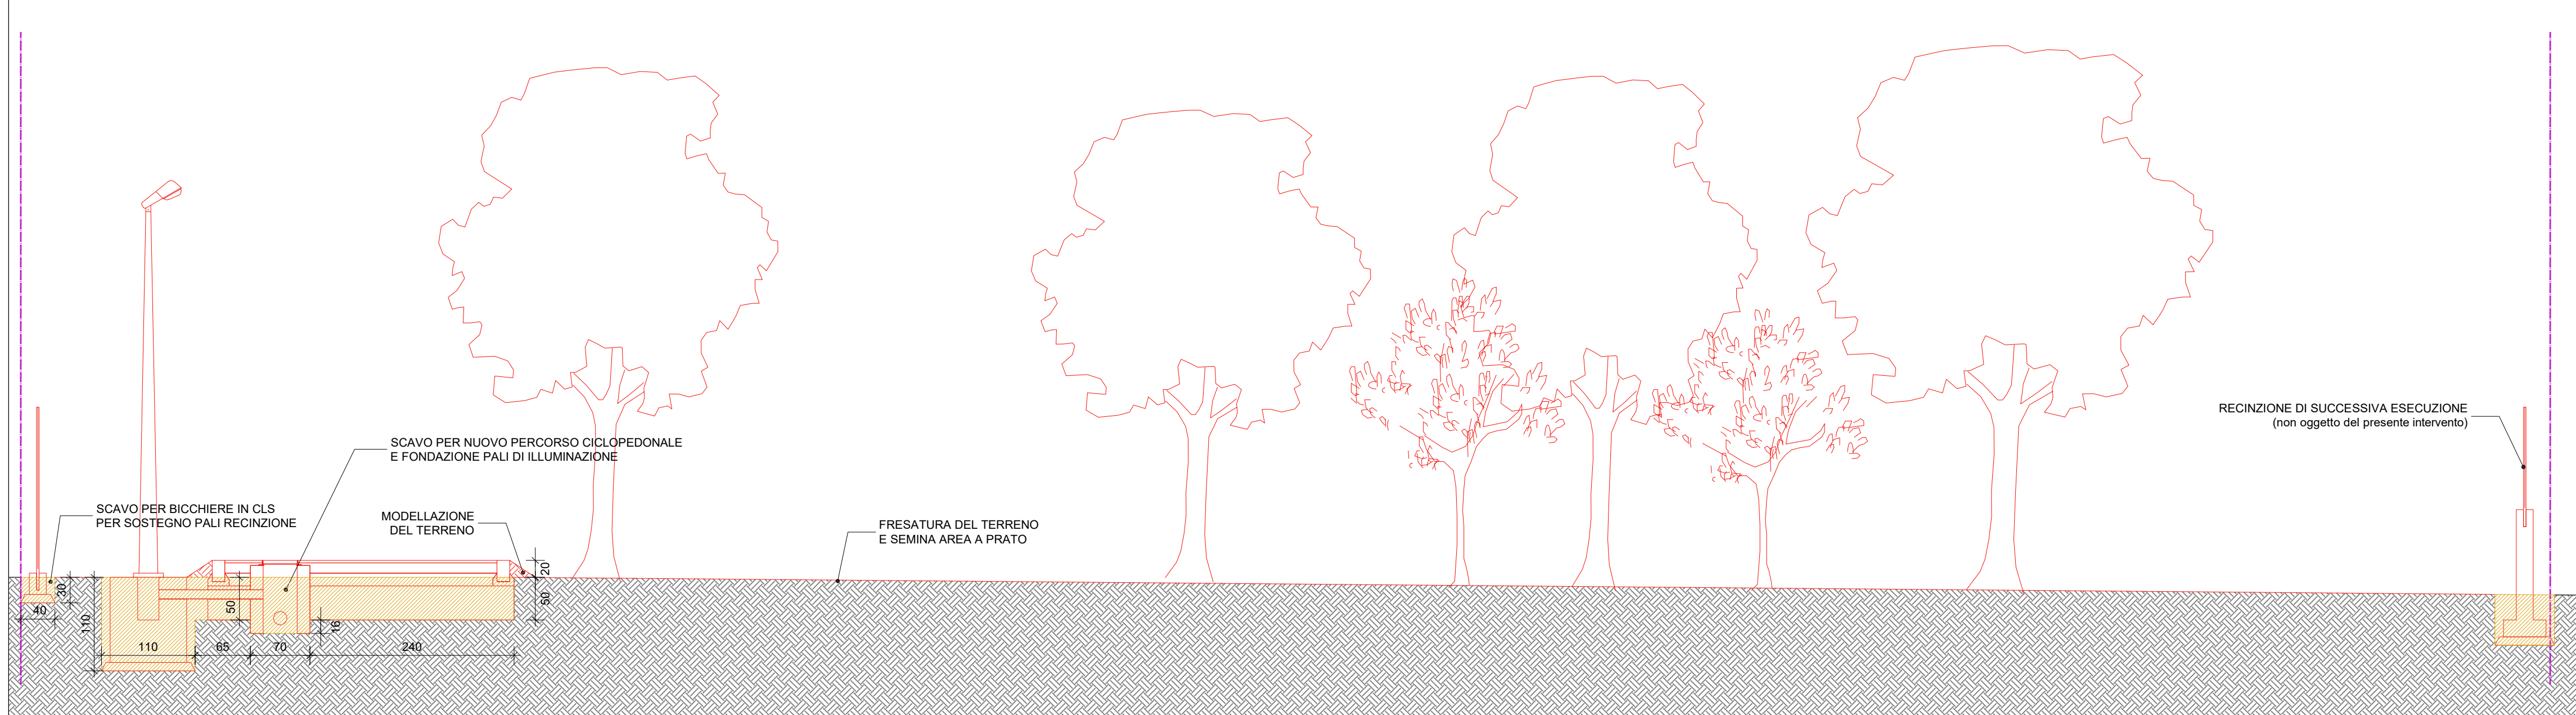 RECINZIONE DI SUCCESSIVA ESECUZIONE
(non oggetto del presente intervento)
SCAVO PER NUOVO PERCORSO CICLOPEDONALE
E FONDAZIONE PALI DI ILLUMINAZIONE
SCAVO PER BICCHIERE IN CLS
PER SOSTEGNO PALI RECINZIONE
MODELLAZIONE
DEL TERRENO
FRESATURA DEL TERRENO
E SEMINA AREA A PRATO
20
30
50
50
40
110
16
110
65
70
240